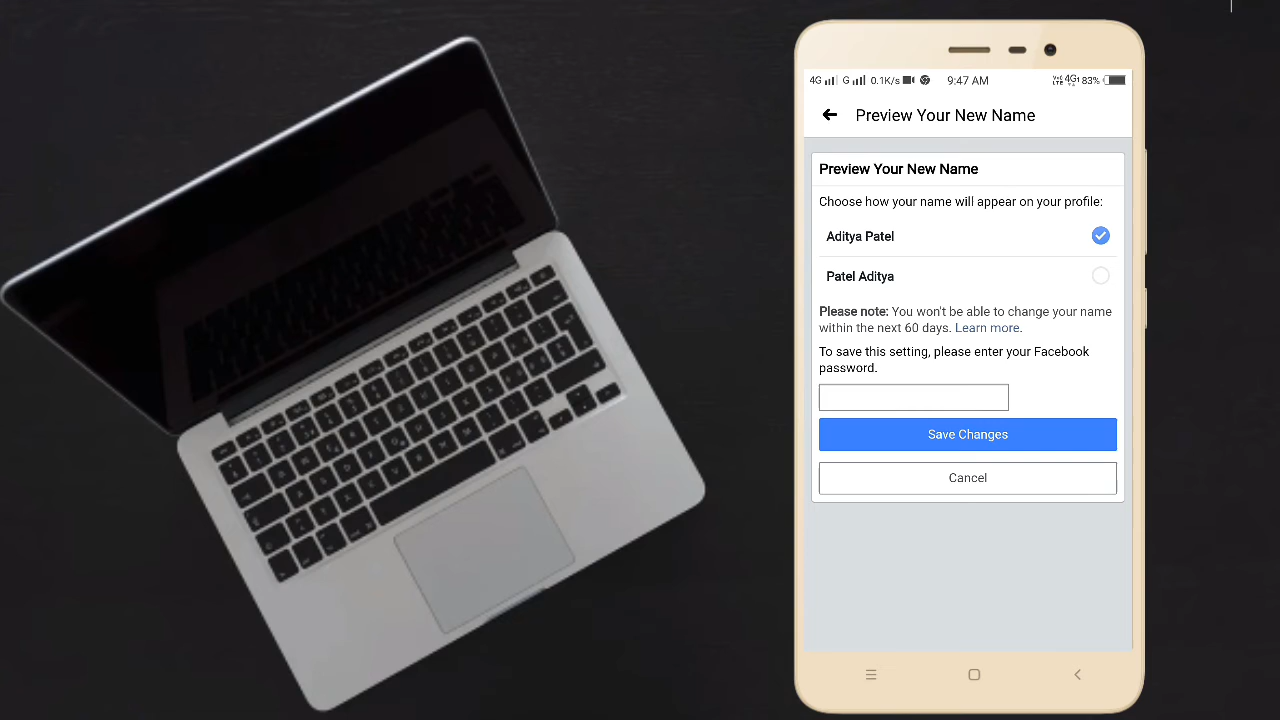 4G G 0.1K/s 9:47 AM 4G 83%
Preview Your New Name
Preview Your New Name
Choose how your name will appear on your profile:
Aditya Patel
Patel Aditya
Please note: You won't be able to change your name
within the next 60 days. Learn more.
To save this setting, please enter your Facebook
password.
Save Changes
Cancel